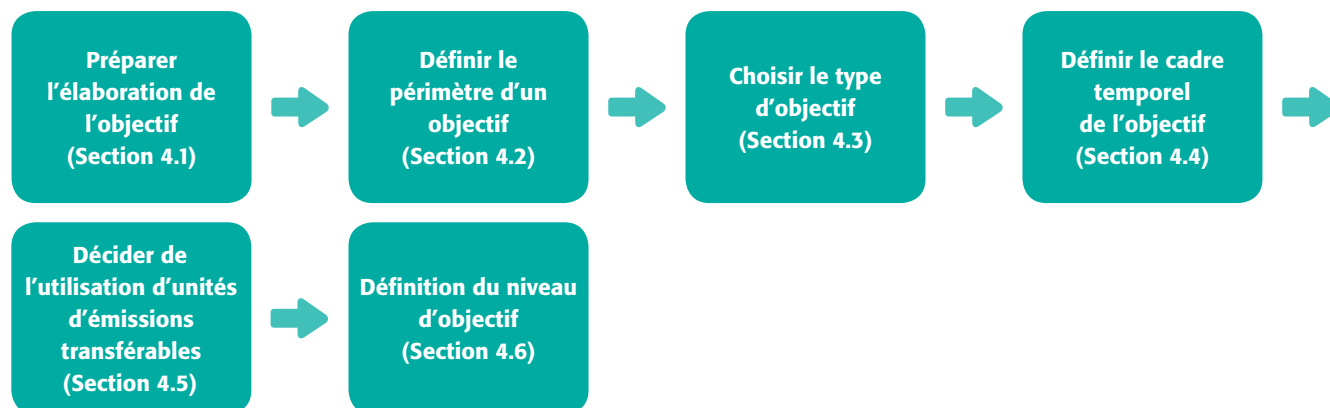 Préparer
l’élaboration de
l’objectif
(Section 4.1)
Définir le
périmètre d’un
objectif
(Section 4.2)
Choisir le type
d’objectif
(Section 4.3)
Définir le cadre
temporel
de l’objectif
(Section 4.4)
Décider de
l’utilisation d’unités
d’émissions
transférables
(Section 4.5)
Définition du niveau
d’objectif
(Section 4.6)